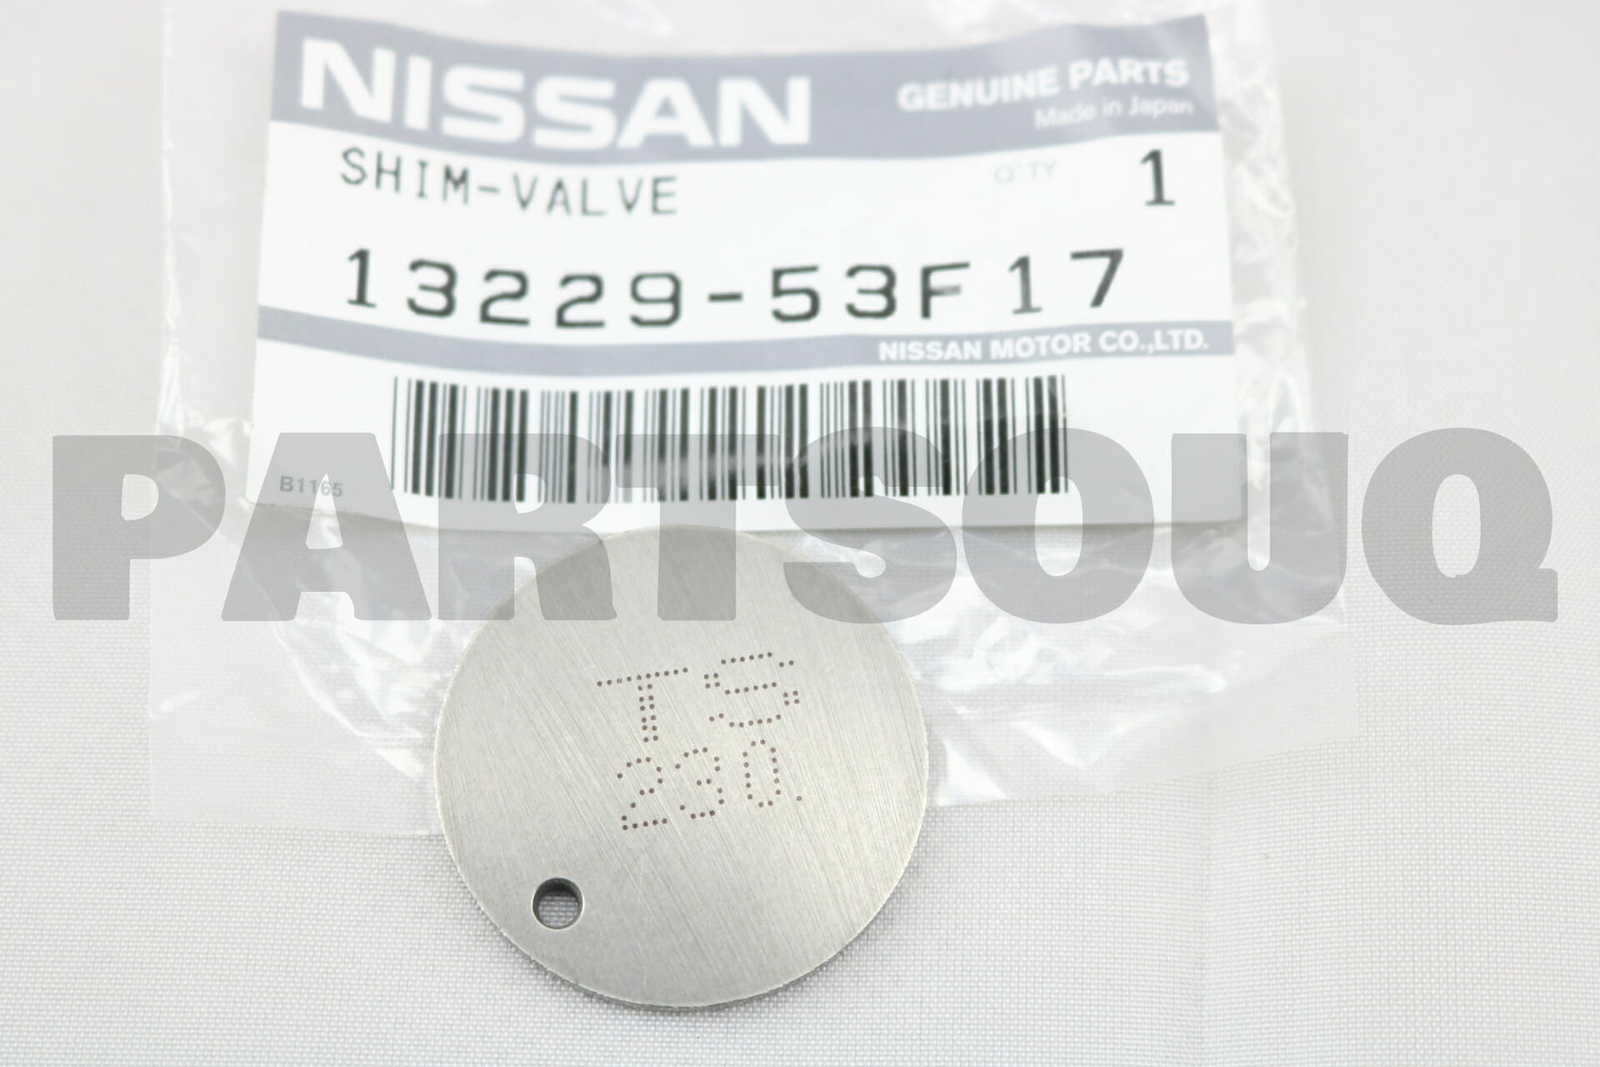 NISSAN
GENUINE PARTS
Made in Japan
SHIM-VALVE
Q'TY
1
13229-53F17
NISSAN MOTOR CO.,LTD.
B1165
PARTSOUQ
TS
230.